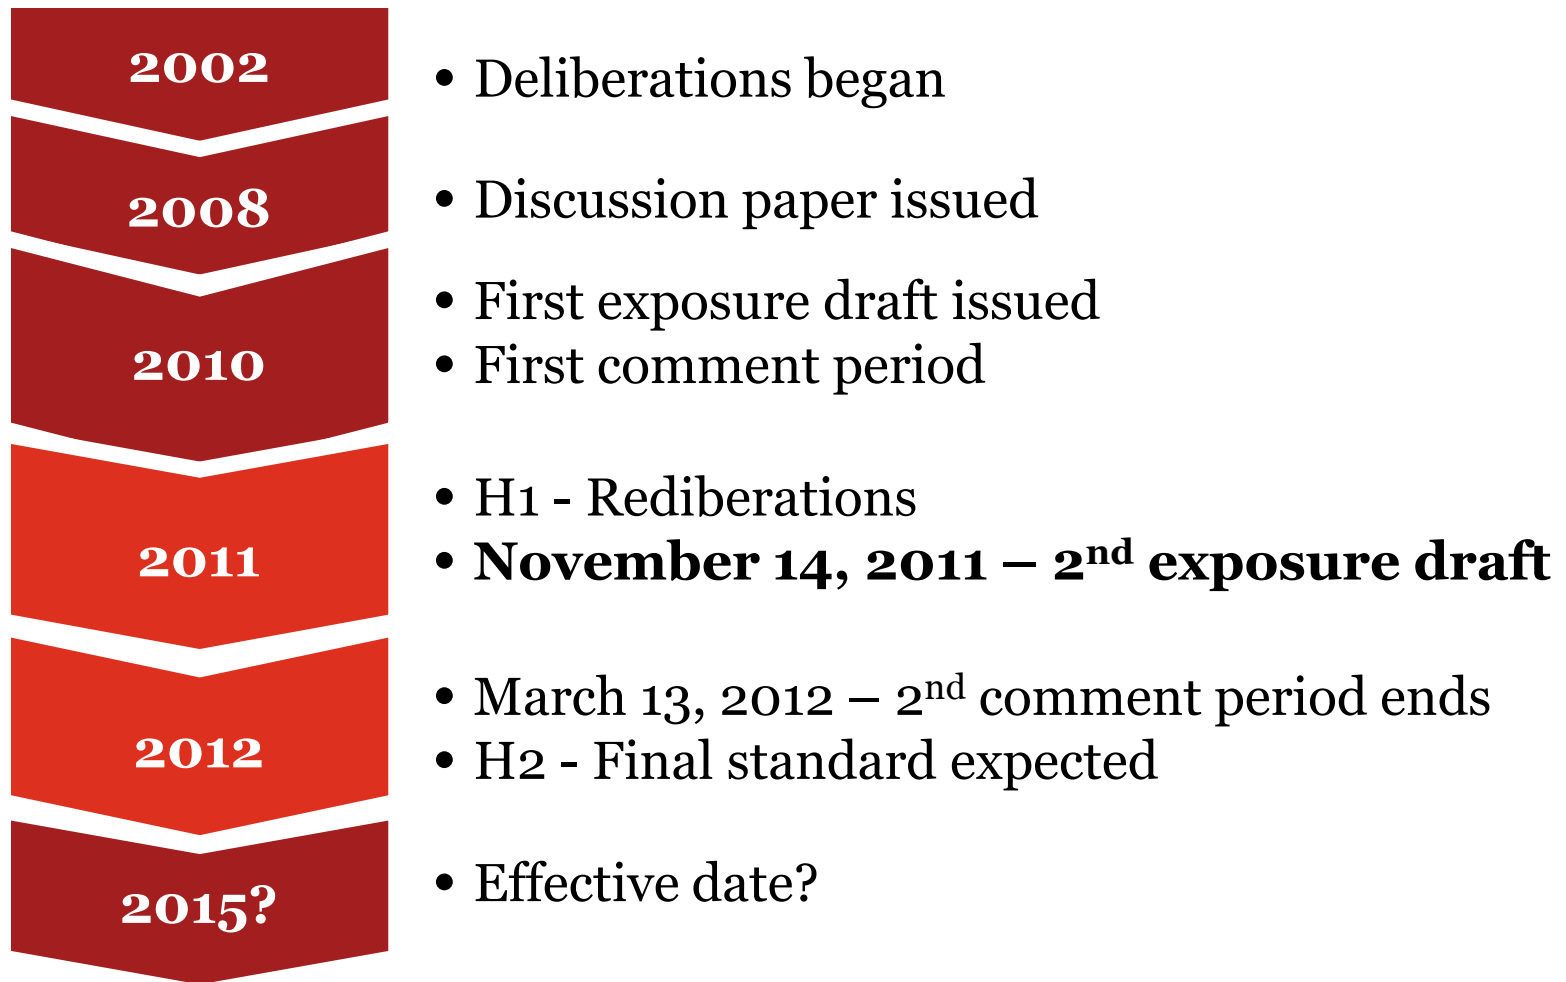 2002
• Deliberations began
2008
• Discussion paper issued
2010
• First exposure draft issued
• First comment period
2011
• H1 - Rediberations
• November 14, 2011 – 2nd exposure draft
2012
• March 13, 2012 – 2nd comment period ends
• H2 - Final standard expected
2015?
• Effective date?